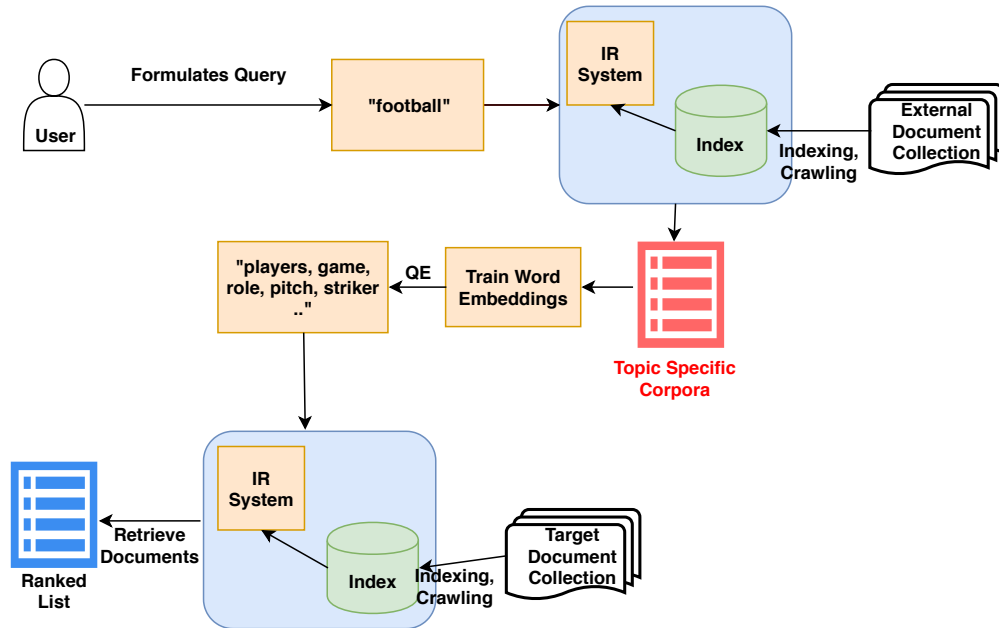 Formulates Query
User
"football"
IR
System
Index
Indexing,
Crawling
External
Document
Collection
"players, game,
role, pitch, striker
.."
QE
Train Word
Embeddings
Topic Specific
Corpora
Ranked
List
Retrieve
Documents
IR
System
Index
Indexing,
Crawling
Target
Document
Collection